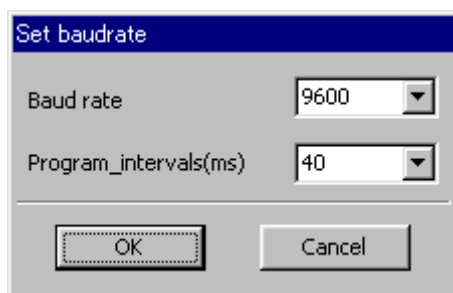 Set baudrate
Baud rate 9600
Program_intervals(ms) 40
OK Cancel